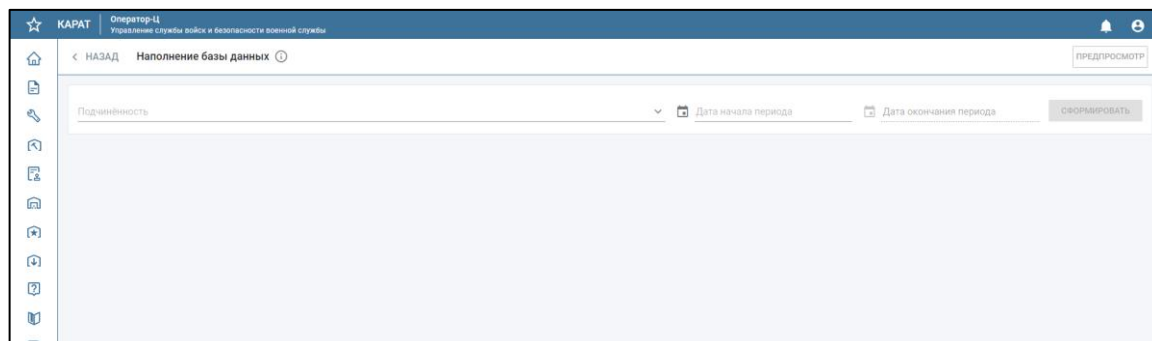 КАРАТ
Оператор-Ц
Управление службы войск и безопасности военной службы
< НАЗАД Наполнение базы данных
ПРЕДПРОСМОТР
Подчинённость Дата начала периода Дата окончания периода СФОРМИРОВАТЬ